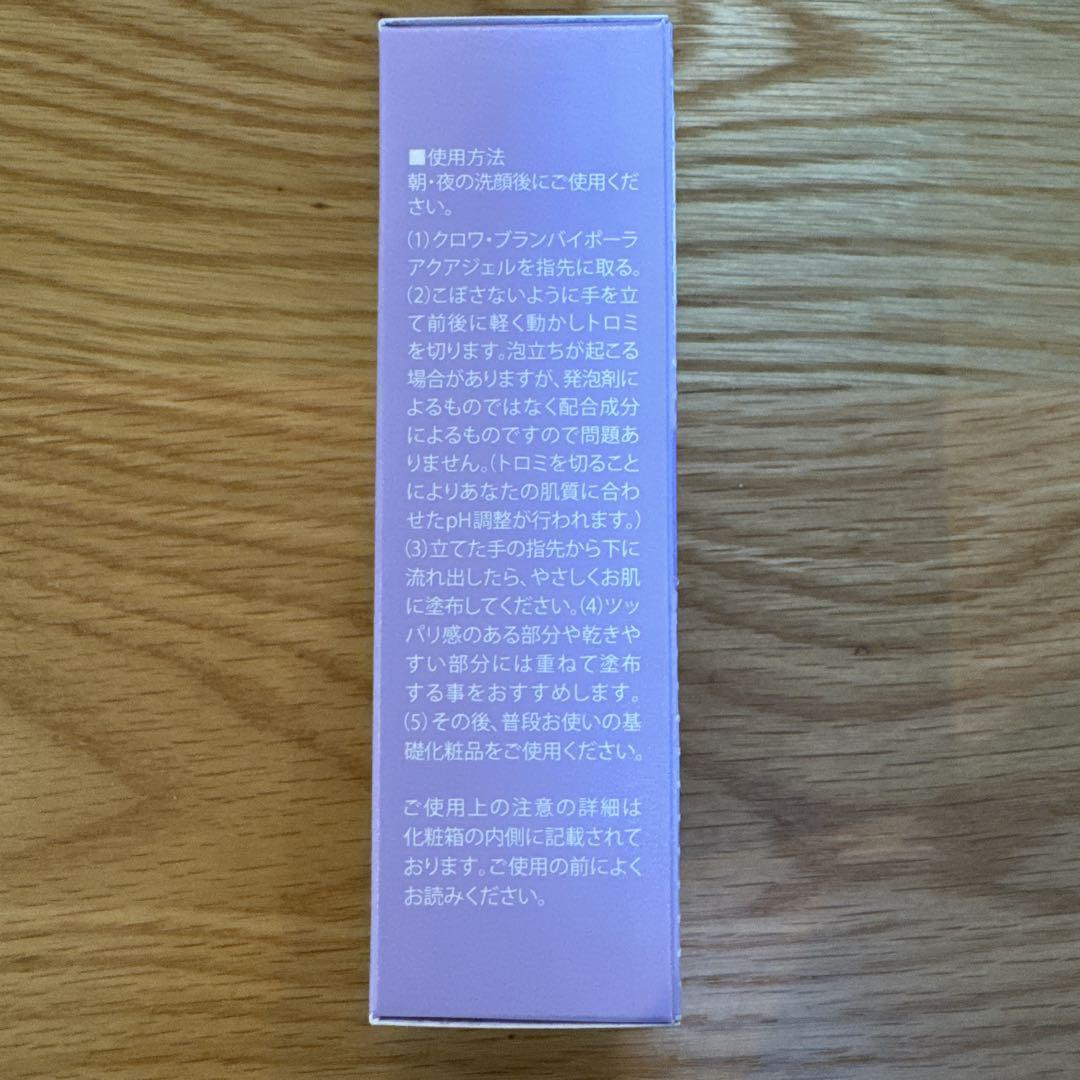 ■使用方法
朝・夜の洗顔後にご使用くだ
さい。
(1)クロワ・ブランバイポーラ
アクアジェルを指先に取る。
(2)こぼさないように手を立
て前後に軽く動かしトロミ
を切ります。泡立ちが起こる
場合がありますが、発泡剤に
よるものではなく配合成分
によるものですので問題あ
りません。(トロミを切ること
によりあなたの肌質に合わ
せたpH調整が行われます。)
(3)立てた手の指先から下に
流れ出したら、やさしくお肌
に塗布してください。(4)ツッ
パリ感のある部分や乾きや
すい部分には重ねて塗布
する事をおすすめします。
(5)その後、普段お使いの基
礎化粧品をご使用ください。
ご使用上の注意の詳細は
化粧箱の内側に記載されて
おります。ご使用の前によく
お読みください。